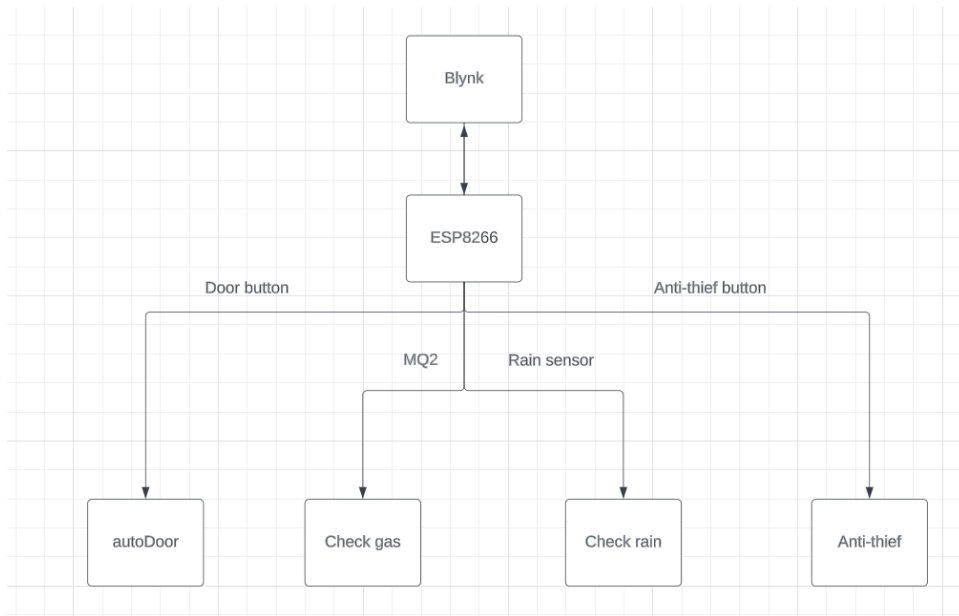 Blynk
ESP8266
Door button
Anti-thief button
MQ2
Rain sensor
autoDoor
Check gas
Check rain
Anti-thief